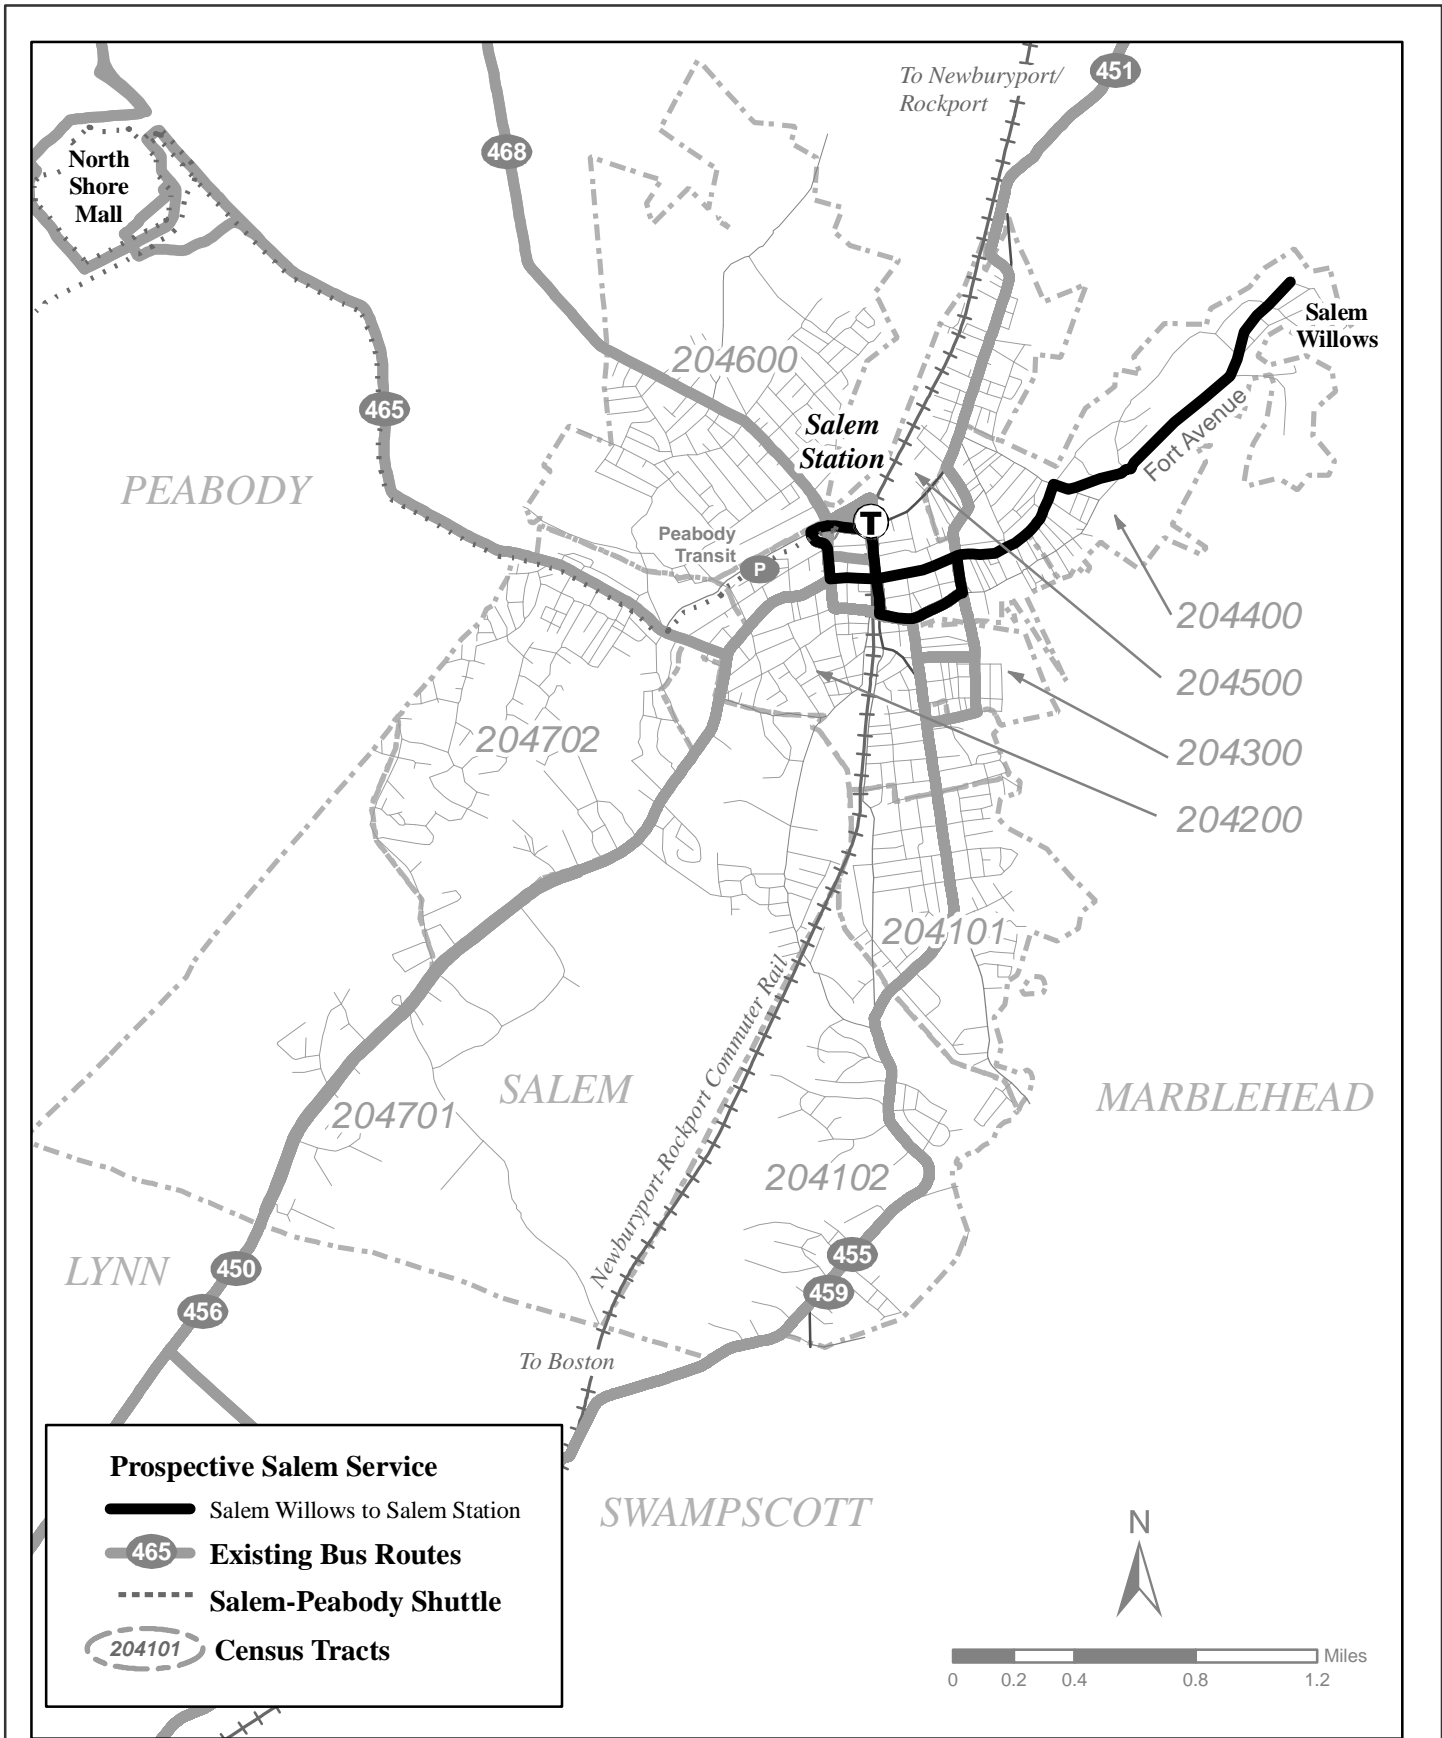 To Newburyport/
Rockport
451
468
North
Shore
Mall
Salem
Willows
204600
465
Salem
Station
Fort Avenue
PEABODY
T
Peabody
Transit
P
204400
204500
204702
204300
204200
204101
Newburyport-Rockport Commuter Rail
SALEM
MARBLEHEAD
204701
204102
LYNN
450
455
459
456
To Boston
Prospective Salem Service
Salem Willows to Salem Station
465 Existing Bus Routes
Salem-Peabody Shuttle
204101 Census Tracts
SWAMPSCOTT
N
Miles
0 0.2 0.4 0.8 1.2